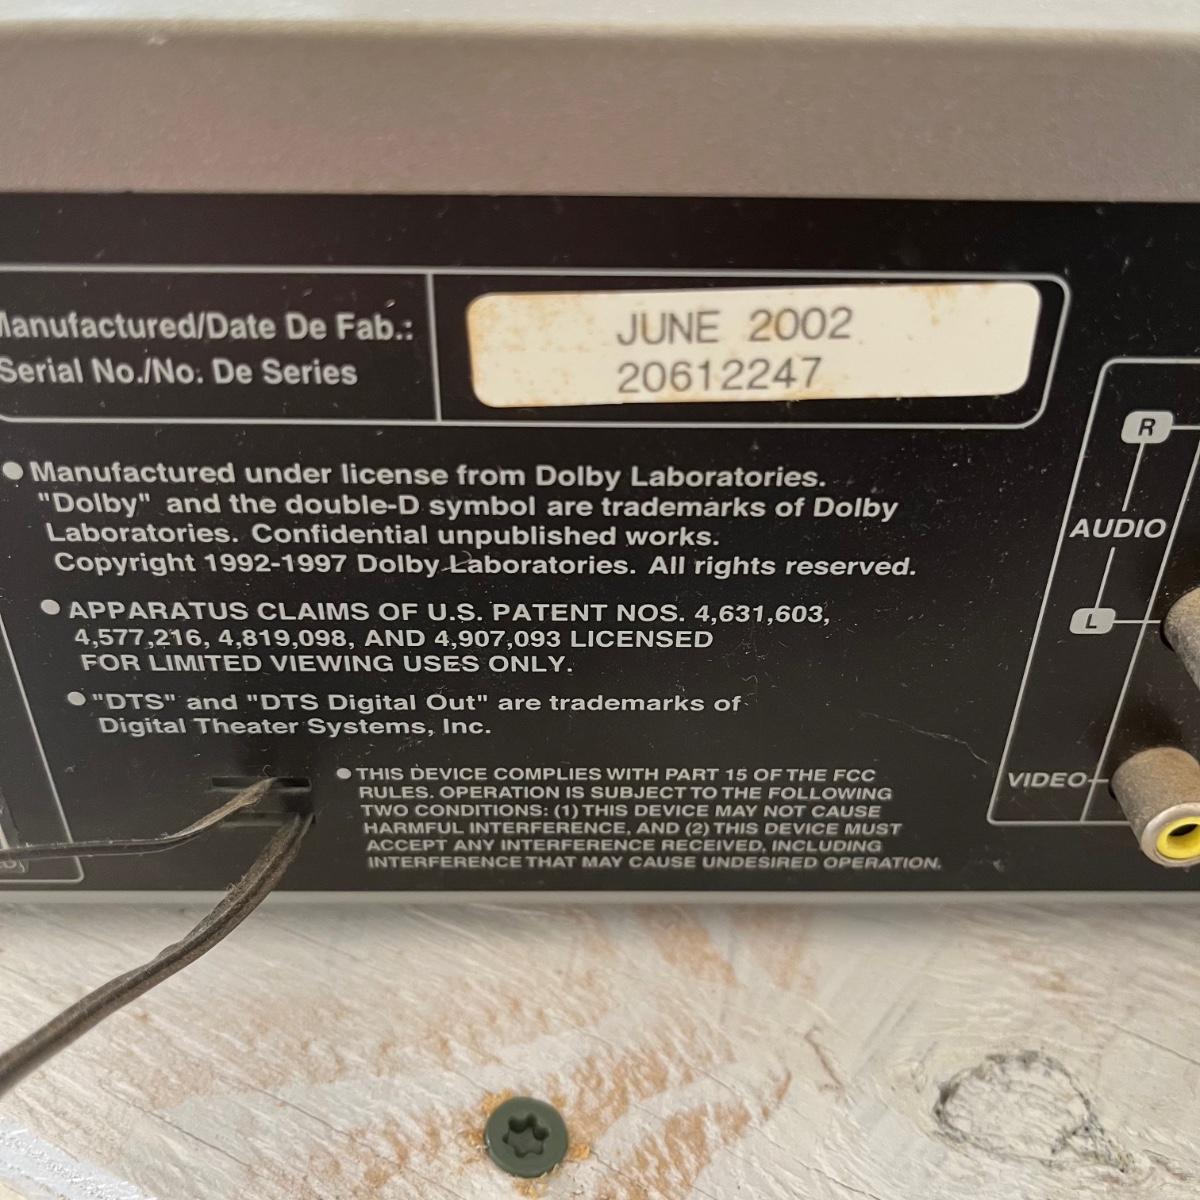 Manufactured/Date De Fab.:
JUNE 2002
Serial No./No. De Series
20612247
Manufactured under license from Dolby Laboratories.
"Dolby" and the double-D symbol are trademarks of Dolby
Laboratories. Confidential unpublished works.
Copyright 1992-1997 Dolby Laboratories. All rights reserved.
APPARATUS CLAIMS OF U.S. PATENT NOS. 4,631,603,
4,577,216, 4,819,098, AND 4,907,093 LICENSED
FOR LIMITED VIEWING USES ONLY.
"DTS" and "DTS Digital Out" are trademarks of
Digital Theater Systems, Inc.
THIS DEVICE COMPLIES WITH PART 15 OF THE FCC
RULES. OPERATION IS SUBJECT TO THE FOLLOWING
TWO CONDITIONS: (1) THIS DEVICE MAY NOT CAUSE
HARMFUL INTERFERENCE, AND (2) THIS DEVICE MUST
ACCEPT ANY INTERFERENCE RECEIVED, INCLUDING
INTERFERENCE THAT MAY CAUSE UNDESIRED OPERATION.
R
AUDIO
L
VIDEO